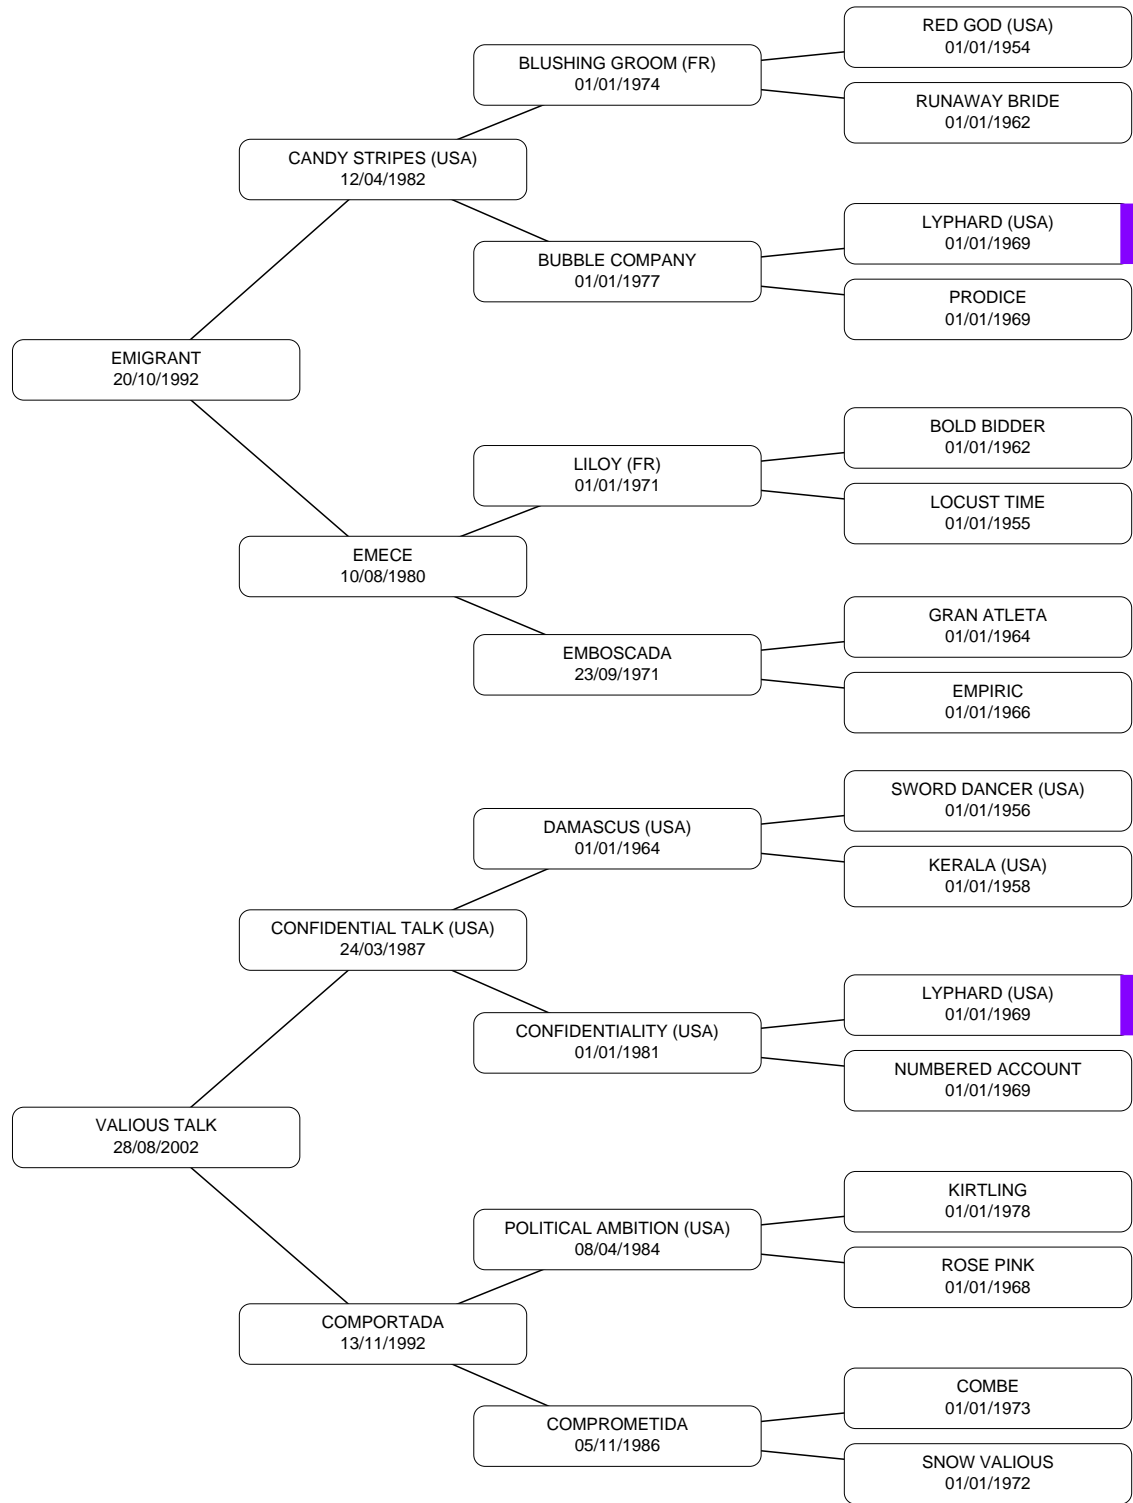 RED GOD (USA)
01/01/1954
BLUSHING GROOM (FR)
01/01/1974
RUNAWAY BRIDE
01/01/1962
CANDY STRIPES (USA)
12/04/1982
LYPHARD (USA)
01/01/1969
BUBBLE COMPANY
01/01/1977
PRODICE
01/01/1969
EMIGRANT
20/10/1992
BOLD BIDDER
01/01/1962
LILOY (FR)
01/01/1971
LOCUST TIME
01/01/1955
EMECE
10/08/1980
GRAN ATLETA
01/01/1964
EMBOSCADA
23/09/1971
EMPIRIC
01/01/1966
SWORD DANCER (USA)
01/01/1956
DAMASCUS (USA)
01/01/1964
KERALA (USA)
01/01/1958
CONFIDENTIAL TALK (USA)
24/03/1987
LYPHARD (USA)
01/01/1969
CONFIDENTIALITY (USA)
01/01/1981
NUMBERED ACCOUNT
01/01/1969
VALIOUS TALK
28/08/2002
KIRTLING
01/01/1978
POLITICAL AMBITION (USA)
08/04/1984
ROSE PINK
01/01/1968
COMPORTADA
13/11/1992
COMBE
01/01/1973
COMPROMETIDA
05/11/1986
SNOW VALIOUS
01/01/1972